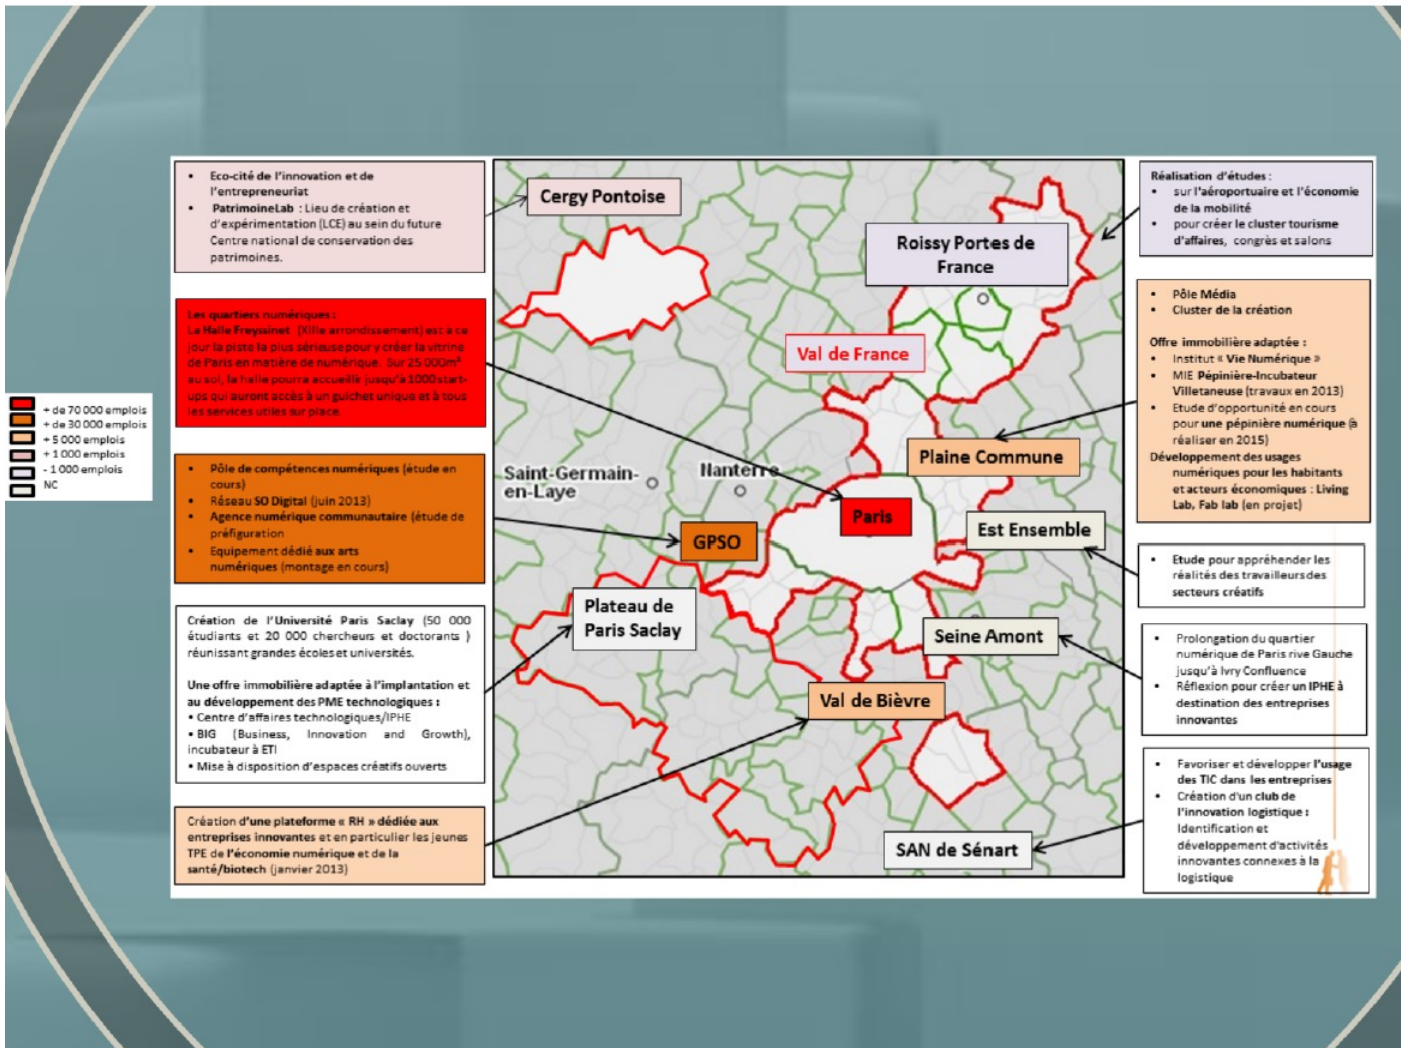 + de 70 000 emplois
+ de 30 000 emplois
+ 5 000 emplois
+ 1 000 emplois
- 1 000 emplois
NC
• Eco-cité de l'innovation et de
l'entrepreneuriat
• PatrimoineLab : Lieu de création et
d'expérimentation (LCE) au sein du future
Centre national de conservation des
patrimoines.
Les quartiers numériques :
La Halle Freyssinet (XIIIe arrondissement) est à ce
jour la piste la plus sérieuse pour y créer la vitrine
de Paris en matière de numérique. Sur 25 000m²
au sol, la halle pourra accueillir jusqu'à 1000 start-
ups qui auront accès à un guichet unique et à tous
les services utiles sur place.
• Pôle de compétences numériques (étude en
cours)
• Réseau SO Digital (juin 2013)
• Agence numérique communautaire (étude de
préfiguration
• Equipement dédié aux arts
numériques (montage en cours)
Création de l'Université Paris Saclay (50 000
étudiants et 20 000 chercheurs et doctorants )
réunissant grandes écoles et universités.
Une offre immobilière adaptée à l'implantation et
au développement des PME technologiques :
• Centre d'affaires technologiques/IPHE
• BIG (Business, Innovation and Growth),
incubateur à ETI
• Mise à disposition d'espaces créatifs ouverts
Création d'une plateforme « RH » dédiée aux
entreprises innovantes et en particulier les jeunes
TPE de l'économie numérique et de la
santé/biotech (janvier 2013)
Cergy Pontoise
Roissy Portes de
France
Val de France
Plaine Commune
Saint-Germain-
en-Laye
Nanterre
Paris
GPSO
Est Ensemble
Plateau de
Paris Saclay
Seine Amont
Val de Bièvre
SAN de Sénart
Réalisation d'études :
• sur l'aéroportuaire et l'économie
de la mobilité
• pour créer le cluster tourisme
d'affaires, congrès et salons
• Pôle Média
• Cluster de la création
Offre immobilière adaptée :
• Institut « Vie Numérique »
• MIE Pépinière-Incubateur
Villetaneuse (travaux en 2013)
• Etude d'opportunité en cours
pour une pépinière numérique (à
réaliser en 2015)
Développement des usages
numériques pour les habitants
et acteurs économiques : Living
Lab, Fab lab (en projet)
• Etude pour appréhender les
réalités des travailleurs des
secteurs créatifs
• Prolongation du quartier
numérique de Paris rive Gauche
jusqu'à Ivry Confluence
• Réflexion pour créer un IPHE à
destination des entreprises
innovantes
• Favoriser et développer l'usage
des TIC dans les entreprises
• Création d'un club de
l'innovation logistique :
Identification et
développement d'activités
innovantes connexes à la
logistique